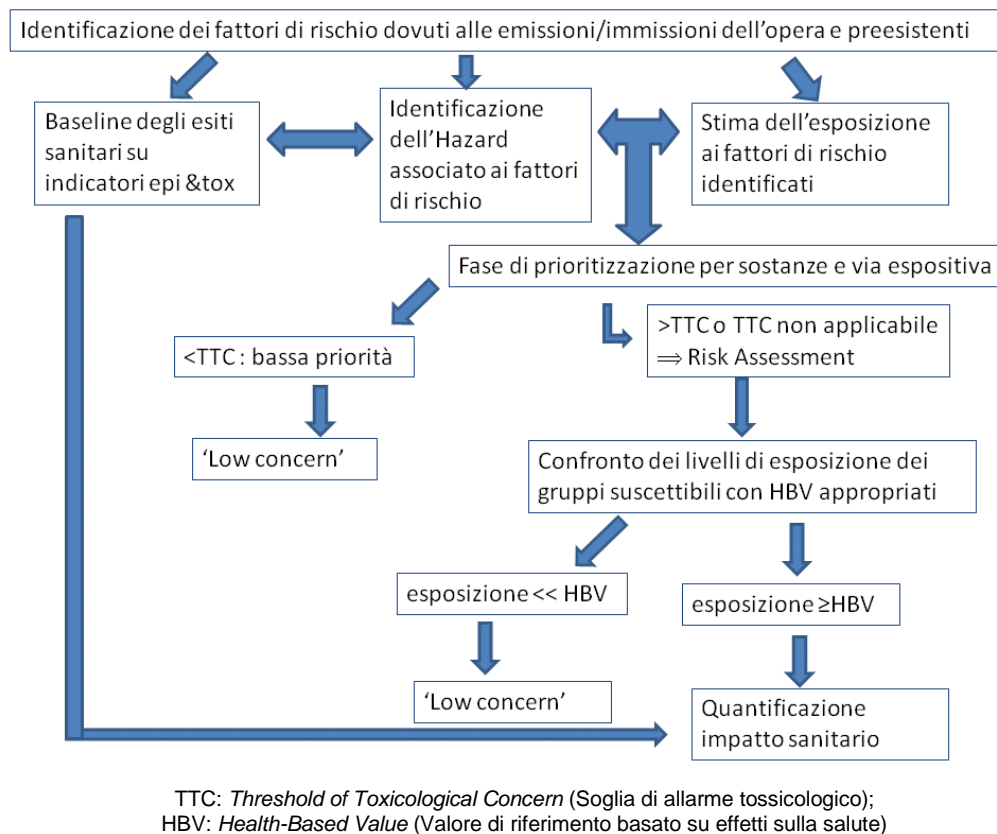 Identificazione dei fattori di rischio dovuti alle emissioni/immissioni dell'opera e preesistenti
Baseline degli esiti
sanitari su
indicatori epi &tox
Identificazione
dell'Hazard
associato ai fattori
di rischio
Stima dell'esposizione
ai fattori di rischio
identificati
Fase di prioritizzazione per sostanze e via espositiva
<TTC : bassa priorità
>TTC o TTC non applicabile
⇒ Risk Assessment
'Low concern'
Confronto dei livelli di esposizione dei
gruppi suscettibili con HBV appropriati
esposizione << HBV
esposizione ≥HBV
'Low concern'
Quantificazione
impatto sanitario
TTC: Threshold of Toxicological Concern (Soglia di allarme tossicologico);
HBV: Health-Based Value (Valore di riferimento basato su effetti sulla salute)